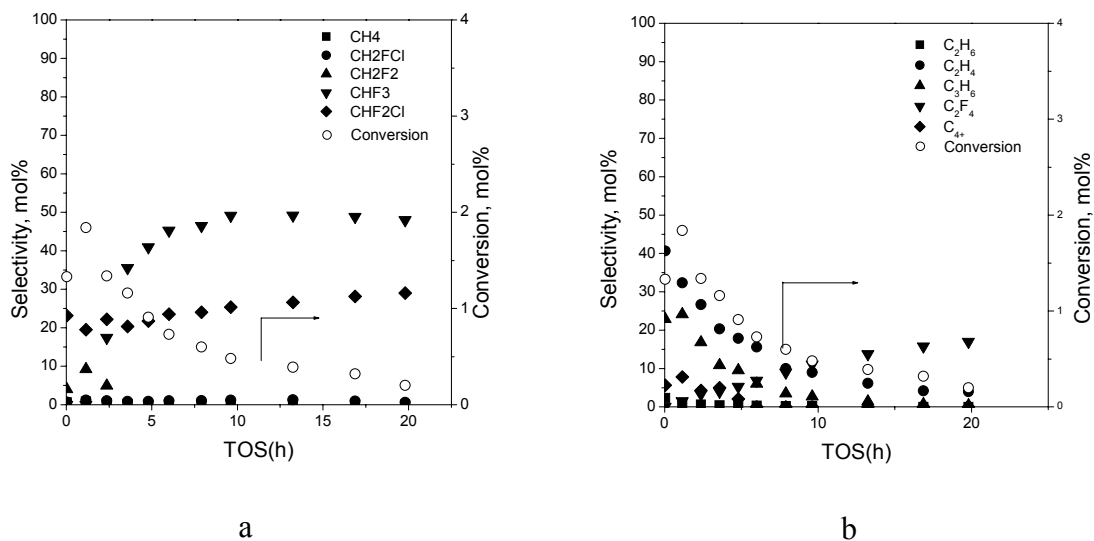 100
90
80
70
60
50
40
30
20
10
0
Selectivity, mol%
0
5
10
15
20
TOS(h)
4
3
2
1
0
Conversion, mol%
CH4
CH2FCl
CH2F2
CHF3
CHF2Cl
Conversion
a
100
90
80
70
60
50
40
30
20
10
0
Selectivity, mol%
0
5
10
15
20
TOS(h)
4
3
2
1
0
Conversion, mol%
C₂H₆
C₂H₄
C₃H₆
C₂F₄
C₄₊
Conversion
b